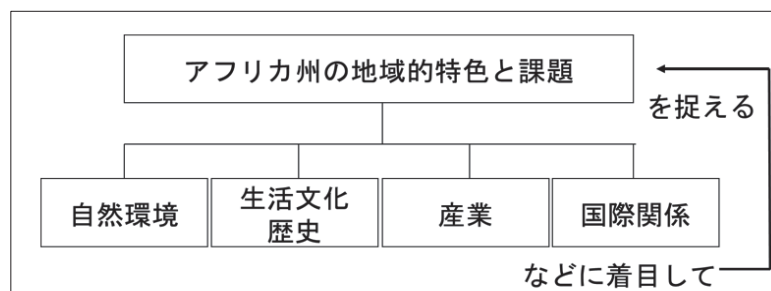 アフリカ州の地域的特色と課題
を捉える
自然環境
生活文化
歴史
産業
国際関係
などに着目して